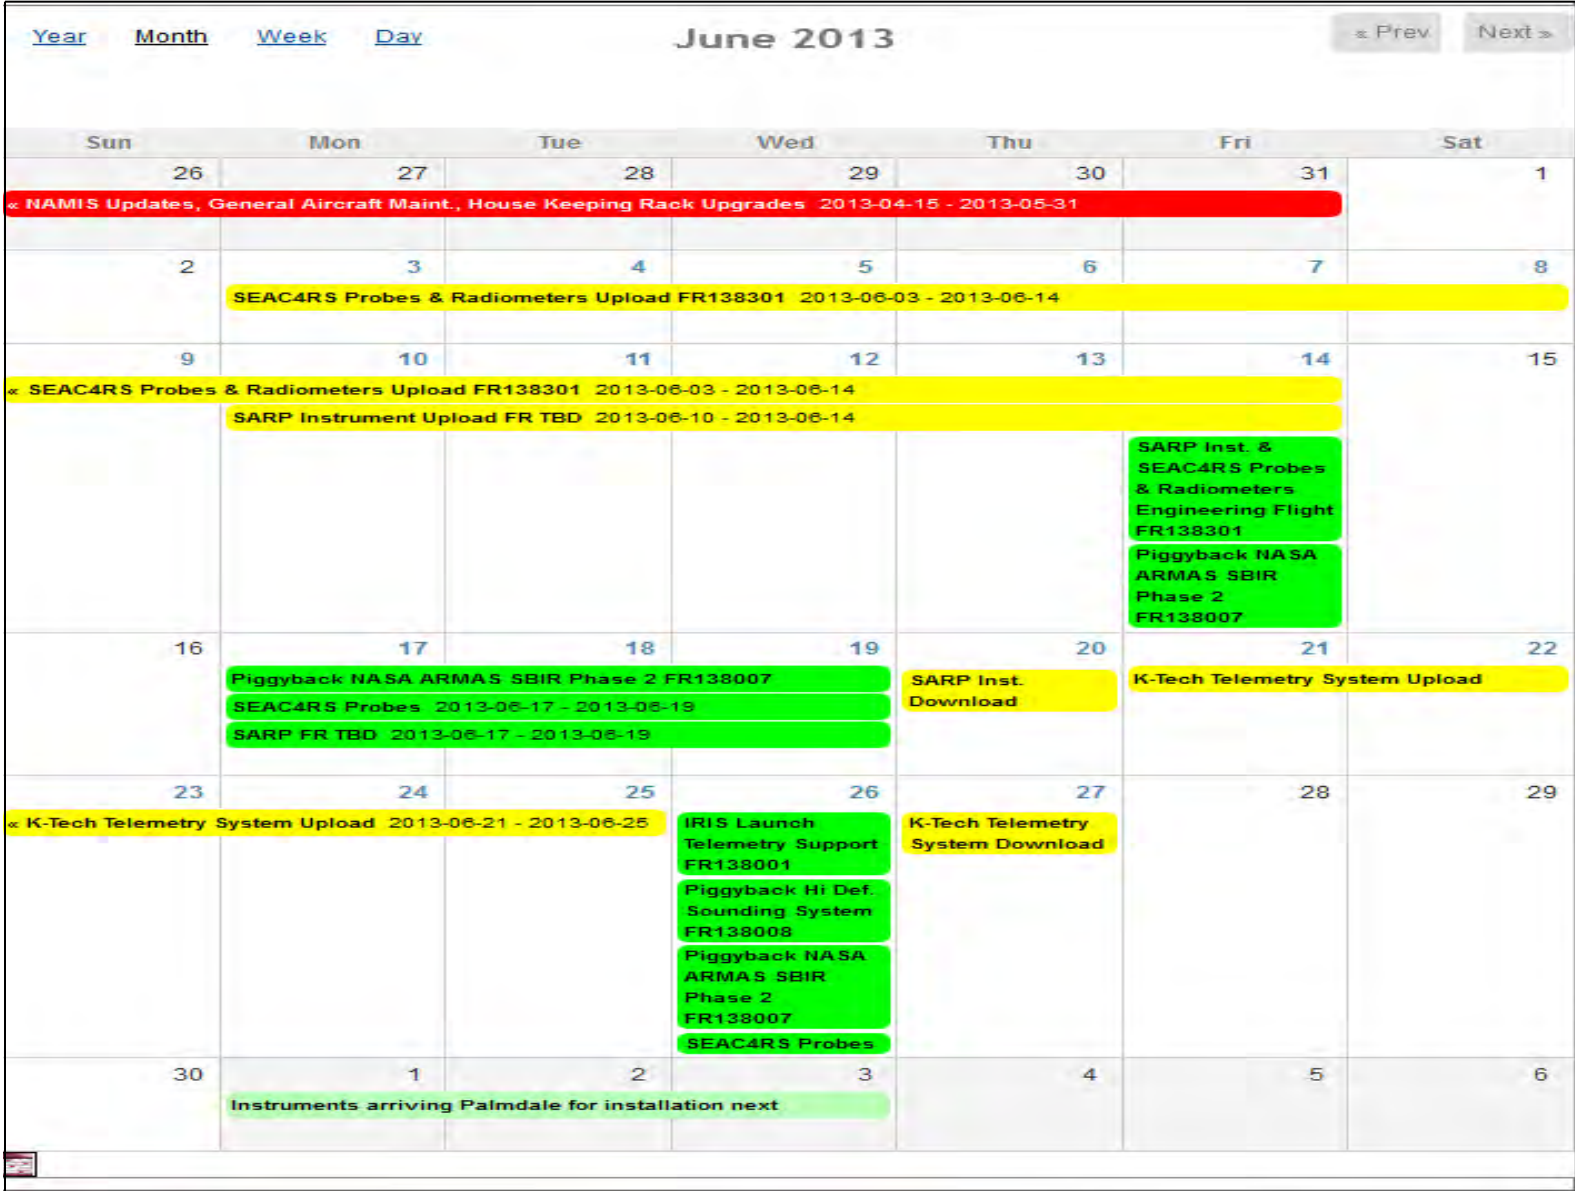 Year Month Week Day June 2013 « Prev Next »
Sun Mon Tue Wed Thu Fri Sat
26 27 28 29 30 31 1
« NAMIS Updates, General Aircraft Maint., House Keeping Rack Upgrades 2013-04-15 - 2013-05-31
2 3 4 5 6 7 8
SEAC4RS Probes & Radiometers Upload FR138301 2013-06-03 - 2013-06-14
9 10 11 12 13 14 15
« SEAC4RS Probes & Radiometers Upload FR138301 2013-06-03 - 2013-06-14
SARP Instrument Upload FR TBD 2013-06-10 - 2013-06-14
SARP Inst. &
SEAC4RS Probes
& Radiometers
Engineering Flight
FR138301
Piggyback NASA
ARMAS SBIR
Phase 2
FR138007
16 17 18 19 20 21 22
Piggyback NASA ARMAS SBIR Phase 2 FR138007
SEAC4RS Probes 2013-06-17 - 2013-06-19
SARP FR TBD 2013-06-17 - 2013-06-19
SARP Inst.
Download
K-Tech Telemetry System Upload
23 24 25 26 27 28 29
« K-Tech Telemetry System Upload 2013-06-21 - 2013-06-25
IRIS Launch
Telemetry Support
FR138001
Piggyback Hi Def.
Sounding System
FR138008
Piggyback NASA
ARMAS SBIR
Phase 2
FR138007
SEAC4RS Probes
K-Tech Telemetry
System Download
30 1 2 3 4 5 6
Instruments arriving Palmdale for installation next